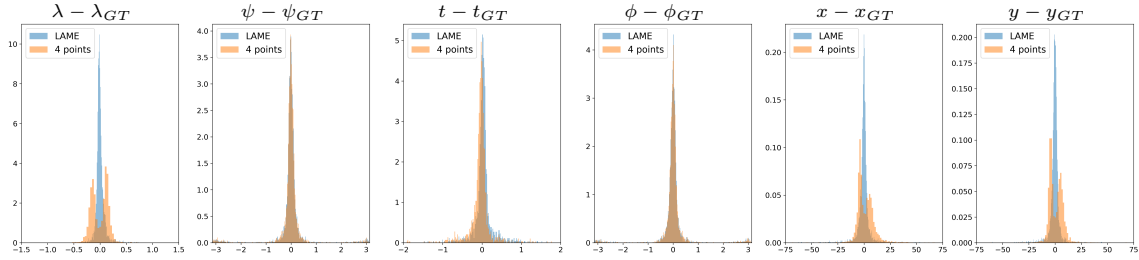 λ − λ_GT
10
8
6
4
2
0
−1.5 −1.0 −0.5 0.0 0.5 1.0 1.5
LAME
4 points
ψ − ψ_GT
4.0
3.5
3.0
2.5
2.0
1.5
1.0
0.5
0.0
−3 −2 −1 0 1 2 3
LAME
4 points
t − t_GT
5
4
3
2
1
0
−2 −1 0 1 2
LAME
4 points
ϕ − ϕ_GT
4
3
2
1
0
−3 −2 −1 0 1 2 3
LAME
4 points
x − x_GT
0.20
0.15
0.10
0.05
0.00
−75 −50 −25 0 25 50 75
LAME
4 points
y − y_GT
0.200
0.175
0.150
0.125
0.100
0.075
0.050
0.025
0.000
−75 −50 −25 0 25 50 75
LAME
4 points